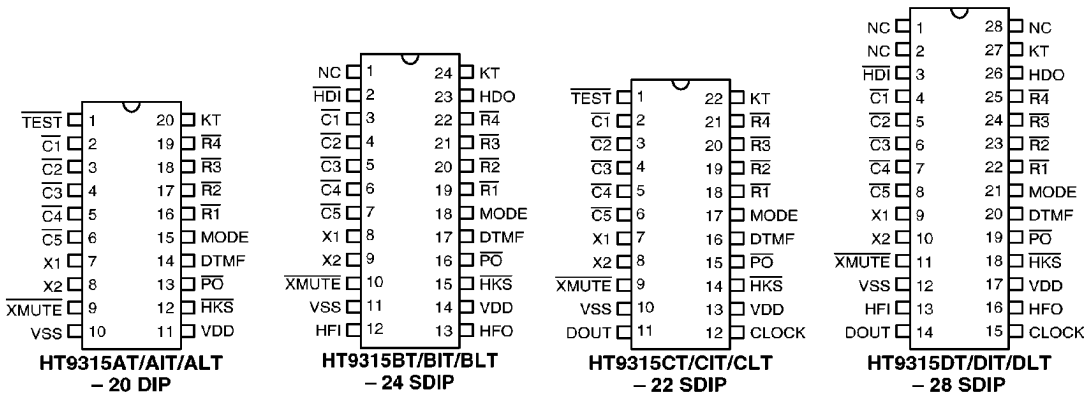 TEST 1 20 KT
C1 2 19 R4
C2 3 18 R3
C3 4 17 R2
C4 5 16 R1
C5 6 15 MODE
X1 7 14 DTMF
X2 8 13 PO
XMUTE 9 12 HKS
VSS 10 11 VDD
HT9315AT/AIT/ALT
– 20 DIP
NC 1 24 KT
HDI 2 23 HDO
C1 3 22 R4
C2 4 21 R3
C3 5 20 R2
C4 6 19 R1
C5 7 18 MODE
X1 8 17 DTMF
X2 9 16 PO
XMUTE 10 15 HKS
VSS 11 14 VDD
HFI 12 13 HFO
HT9315BT/BIT/BLT
– 24 SDIP
TEST 1 22 KT
C1 2 21 R4
C2 3 20 R3
C3 4 19 R2
C4 5 18 R1
C5 6 17 MODE
X1 7 16 DTMF
X2 8 15 PO
XMUTE 9 14 HKS
VSS 10 13 VDD
DOUT 11 12 CLOCK
HT9315CT/CIT/CLT
– 22 SDIP
NC 1 28 NC
NC 2 27 KT
HDI 3 26 HDO
C1 4 25 R4
C2 5 24 R3
C3 6 23 R2
C4 7 22 R1
C5 8 21 MODE
X1 9 20 DTMF
X2 10 19 PO
XMUTE 11 18 HKS
VSS 12 17 VDD
HFI 13 16 HFO
DOUT 14 15 CLOCK
HT9315DT/DIT/DLT
– 28 SDIP